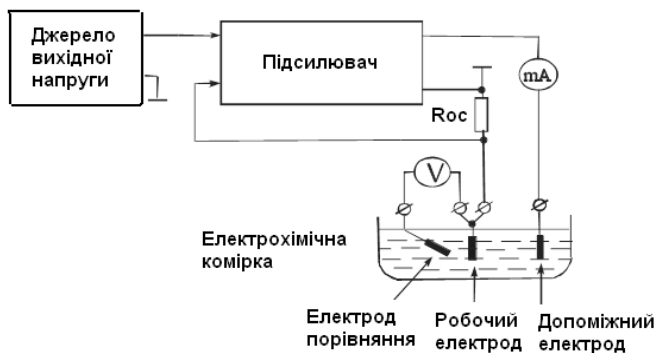 Джерело
вихідної
напруги
Підсилювач
mA
Roc
V
Електрохімічна
комірка
Електрод
порівняння
Робочий
електрод
Допоміжний
електрод